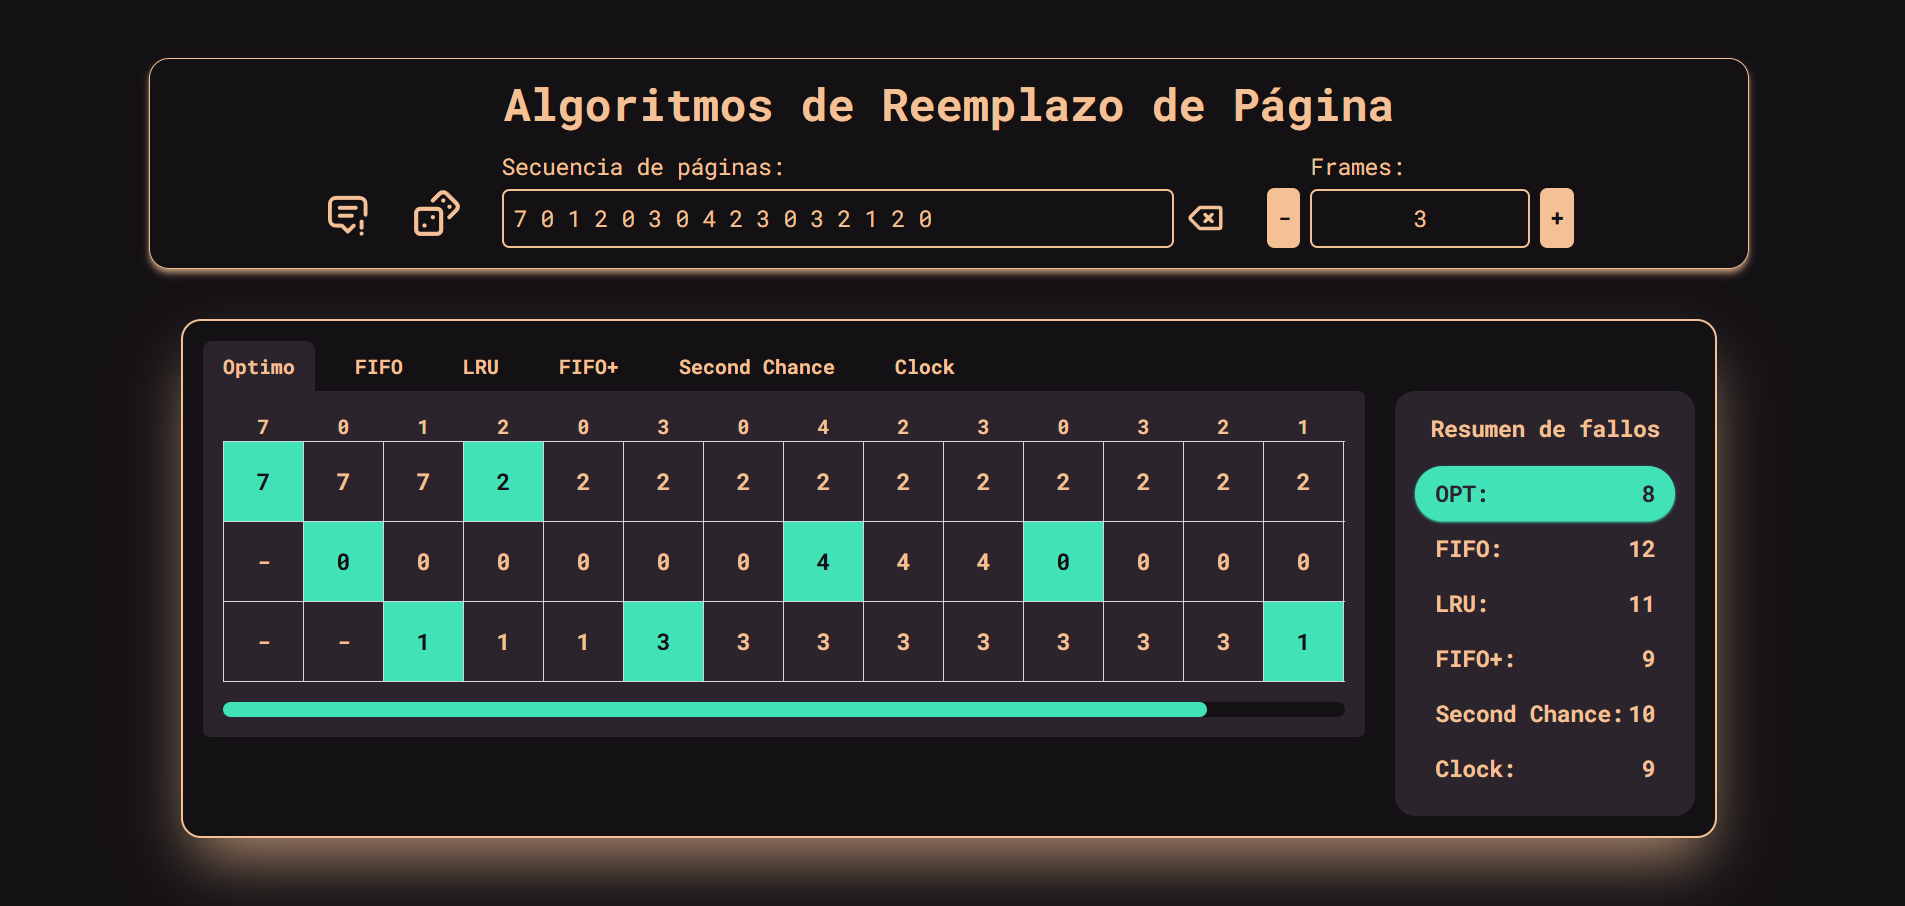 Algoritmos de Reemplazo de Página
Secuencia de páginas:
Frames:
7 0 1 2 0 3 0 4 2 3 0 3 2 1 2 0
- 3 +
Optimo FIFO LRU FIFO+ Second Chance Clock
7 0 1 2 0 3 0 4 2 3 0 3 2 1
7 7 7 2 2 2 2 2 2 2 2 2 2 2
- 0 0 0 0 0 0 4 4 4 0 0 0 0
- - 1 1 1 3 3 3 3 3 3 3 3 1
Resumen de fallos
OPT: 8
FIFO: 12
LRU: 11
FIFO+: 9
Second Chance: 10
Clock: 9